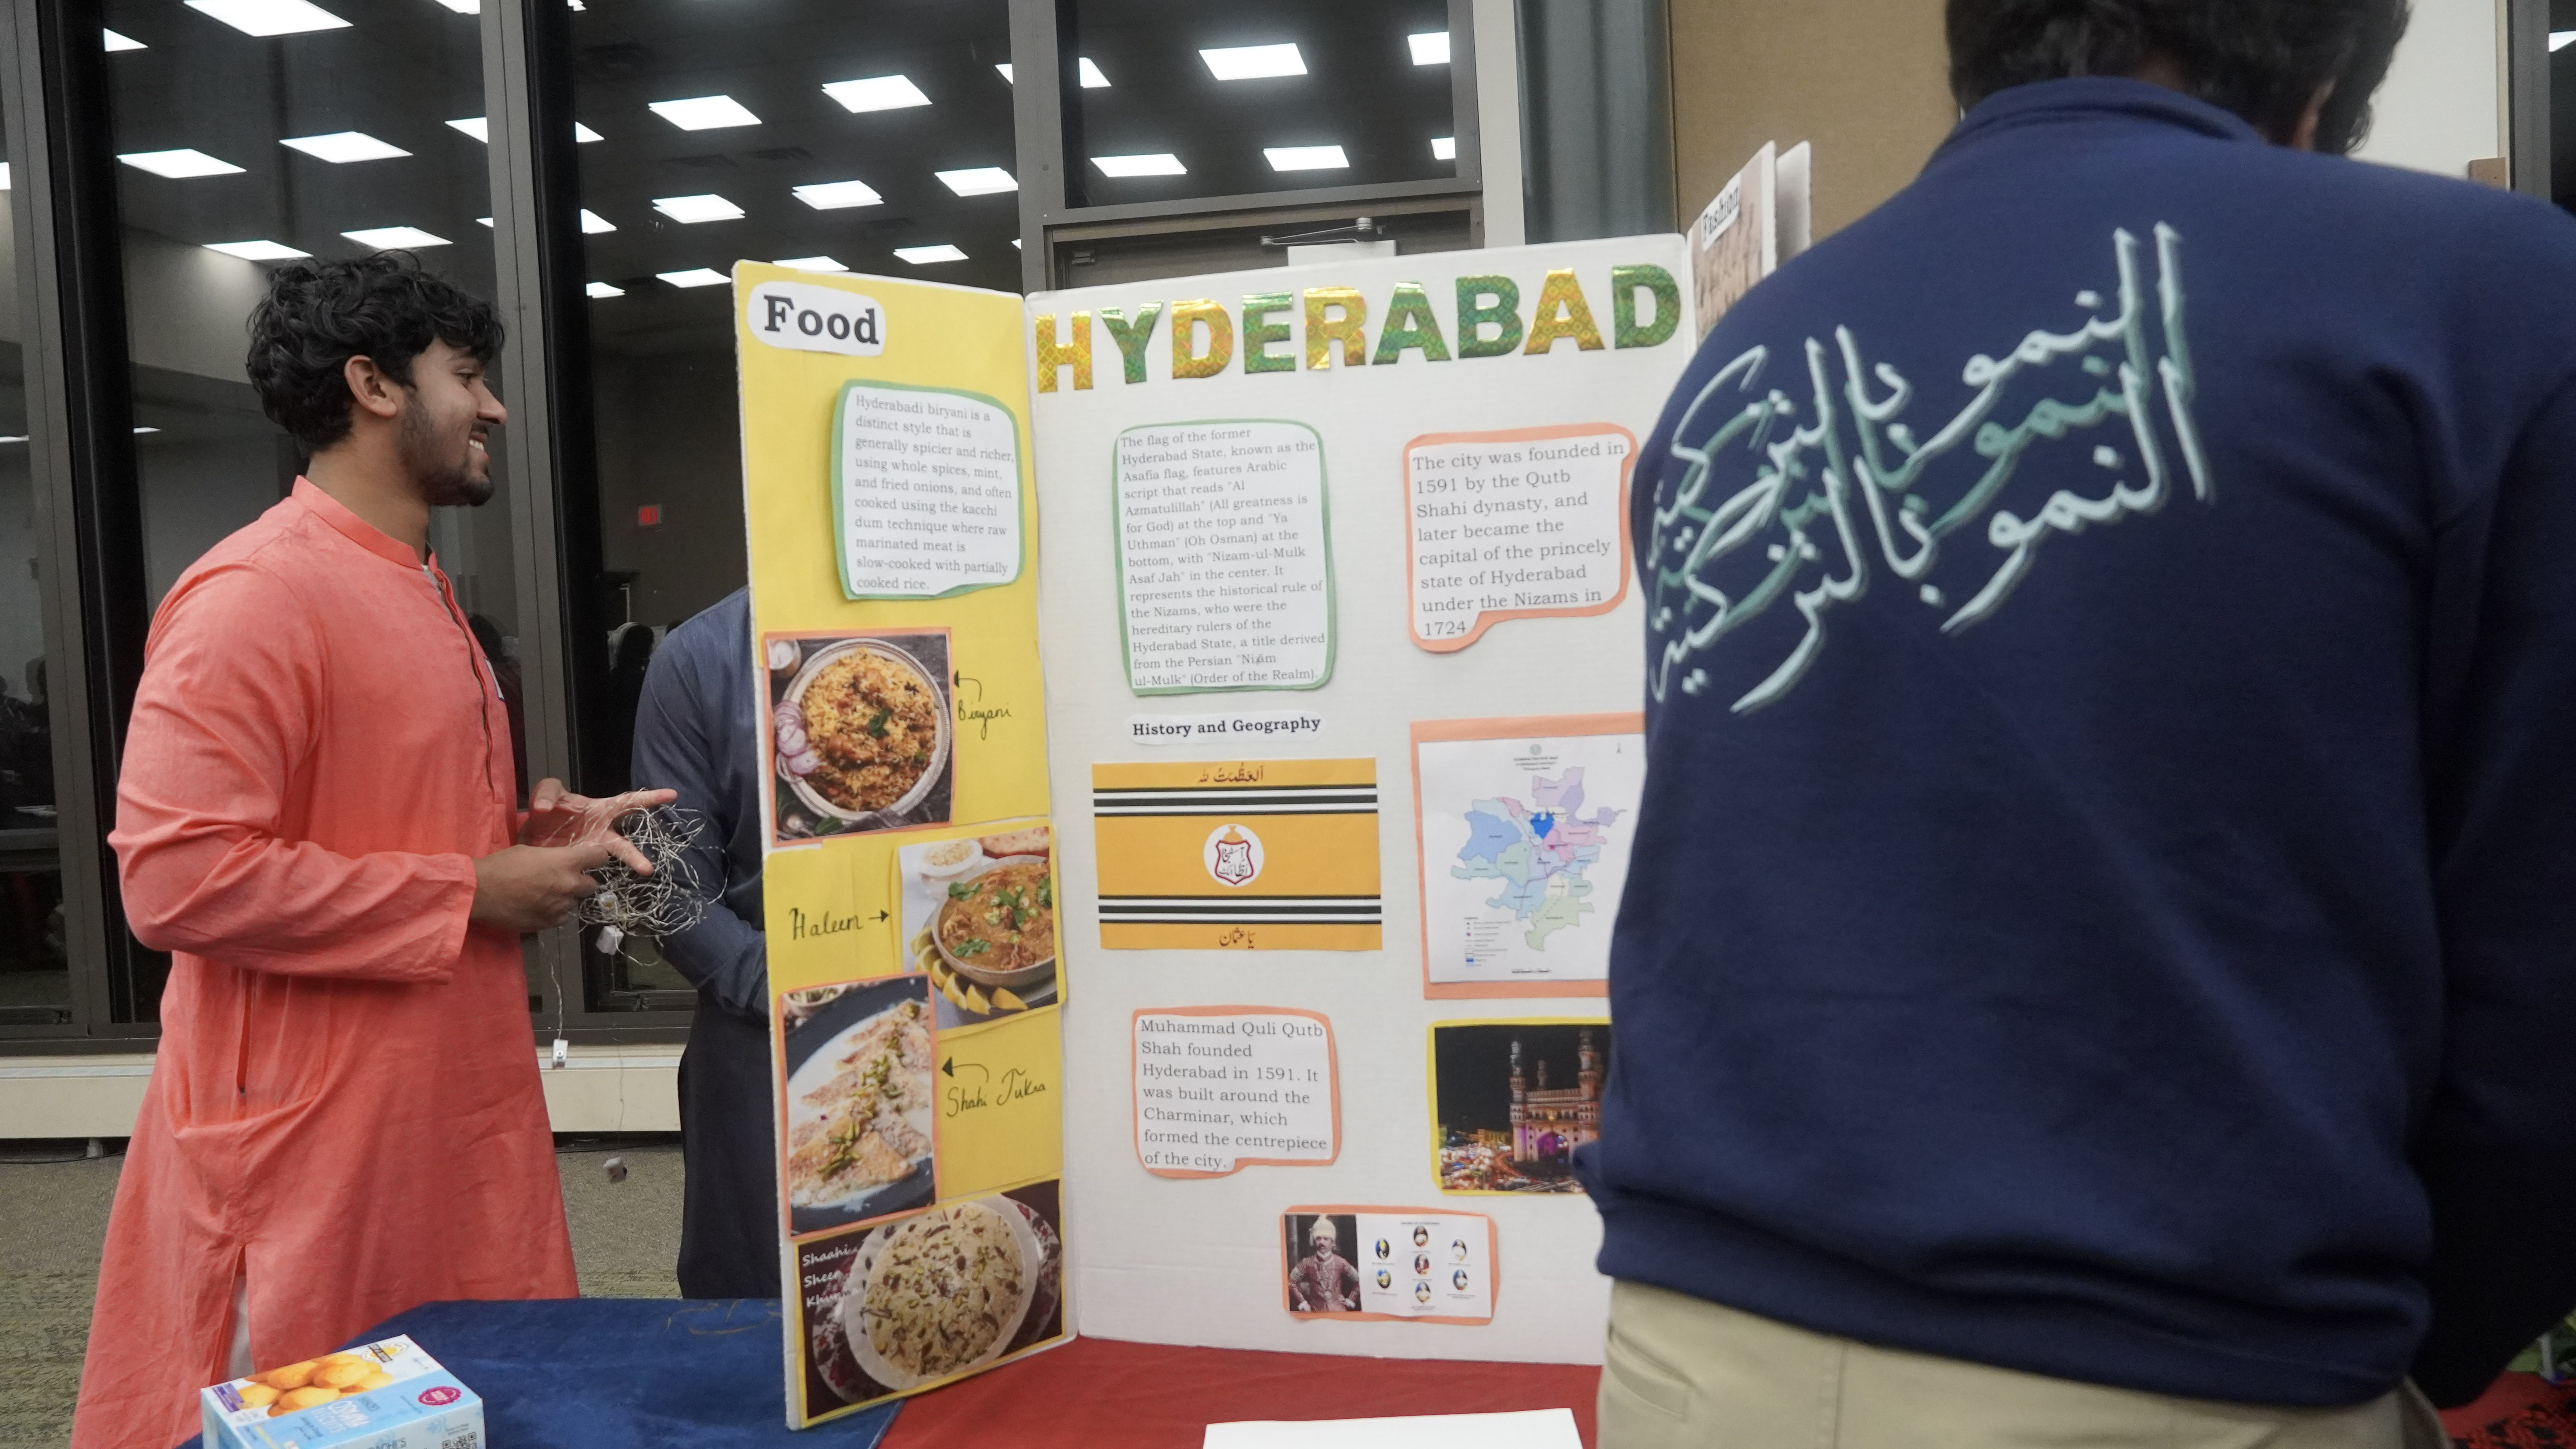 Food
Hyderabadi biryani is a
distinct style that is
generally spicier and richer,
using whole spices, mint,
and fried onions, and often
cooked using the kacchi
dum technique where raw
marinated meat is
slow-cooked with partially
cooked rice.
Biryani
Haleem
Shahi Tukra
Shaahi
Sheer
HYDERABAD
The flag of the former
Hyderabad State, known as the
Asafia flag, features Arabic
script that reads "Al
Azmatulillah" (All greatness is
for God) at the top and "Ya
Uthman" (Oh Osman) at the
bottom, with "Nizam-ul-Mulk
Asaf Jah" in the center. It
represents the historical rule of
the Nizams, who were the
hereditary rulers of the
Hyderabad State, a title derived
from the Persian "Nizām
ul-Mulk" (Order of the Realm).
The city was founded in
1591 by the Qutb
Shahi dynasty, and
later became the
capital of the princely
state of Hyderabad
under the Nizams in
1724
History and Geography
العظمت لله
یا عثمان
Muhammad Quli Qutb
Shah founded
Hyderabad in 1591. It
was built around the
Charminar, which
formed the centrepiece
of the city.
Fashion
النمو بالتزكية
النمو بالتزكية
النمو بالتزكية